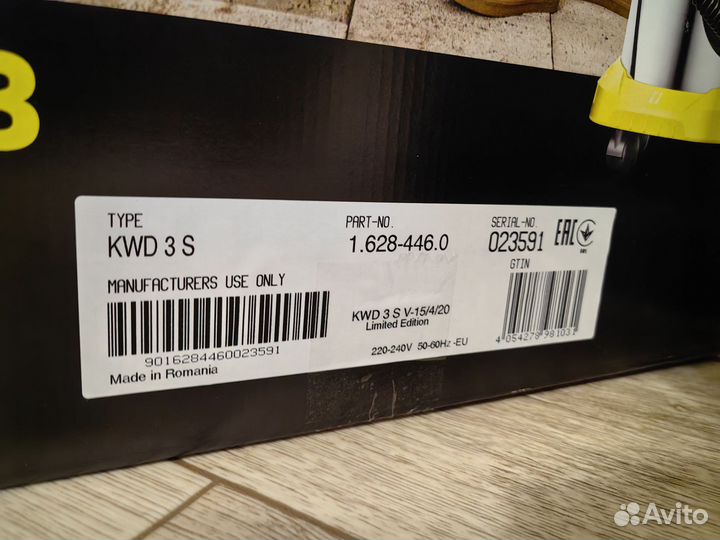 3
TYPE
KWD 3 S
PART-NO.
1.628-446.0
SERIAL-NO.
023591
EAC
GTIN
MANUFACTURERS USE ONLY
9016284460023591
Made in Romania
KWD 3 S V-15/4/20
Limited Edition
220-240V 50-60Hz -EU
4 054278 981031
Avito